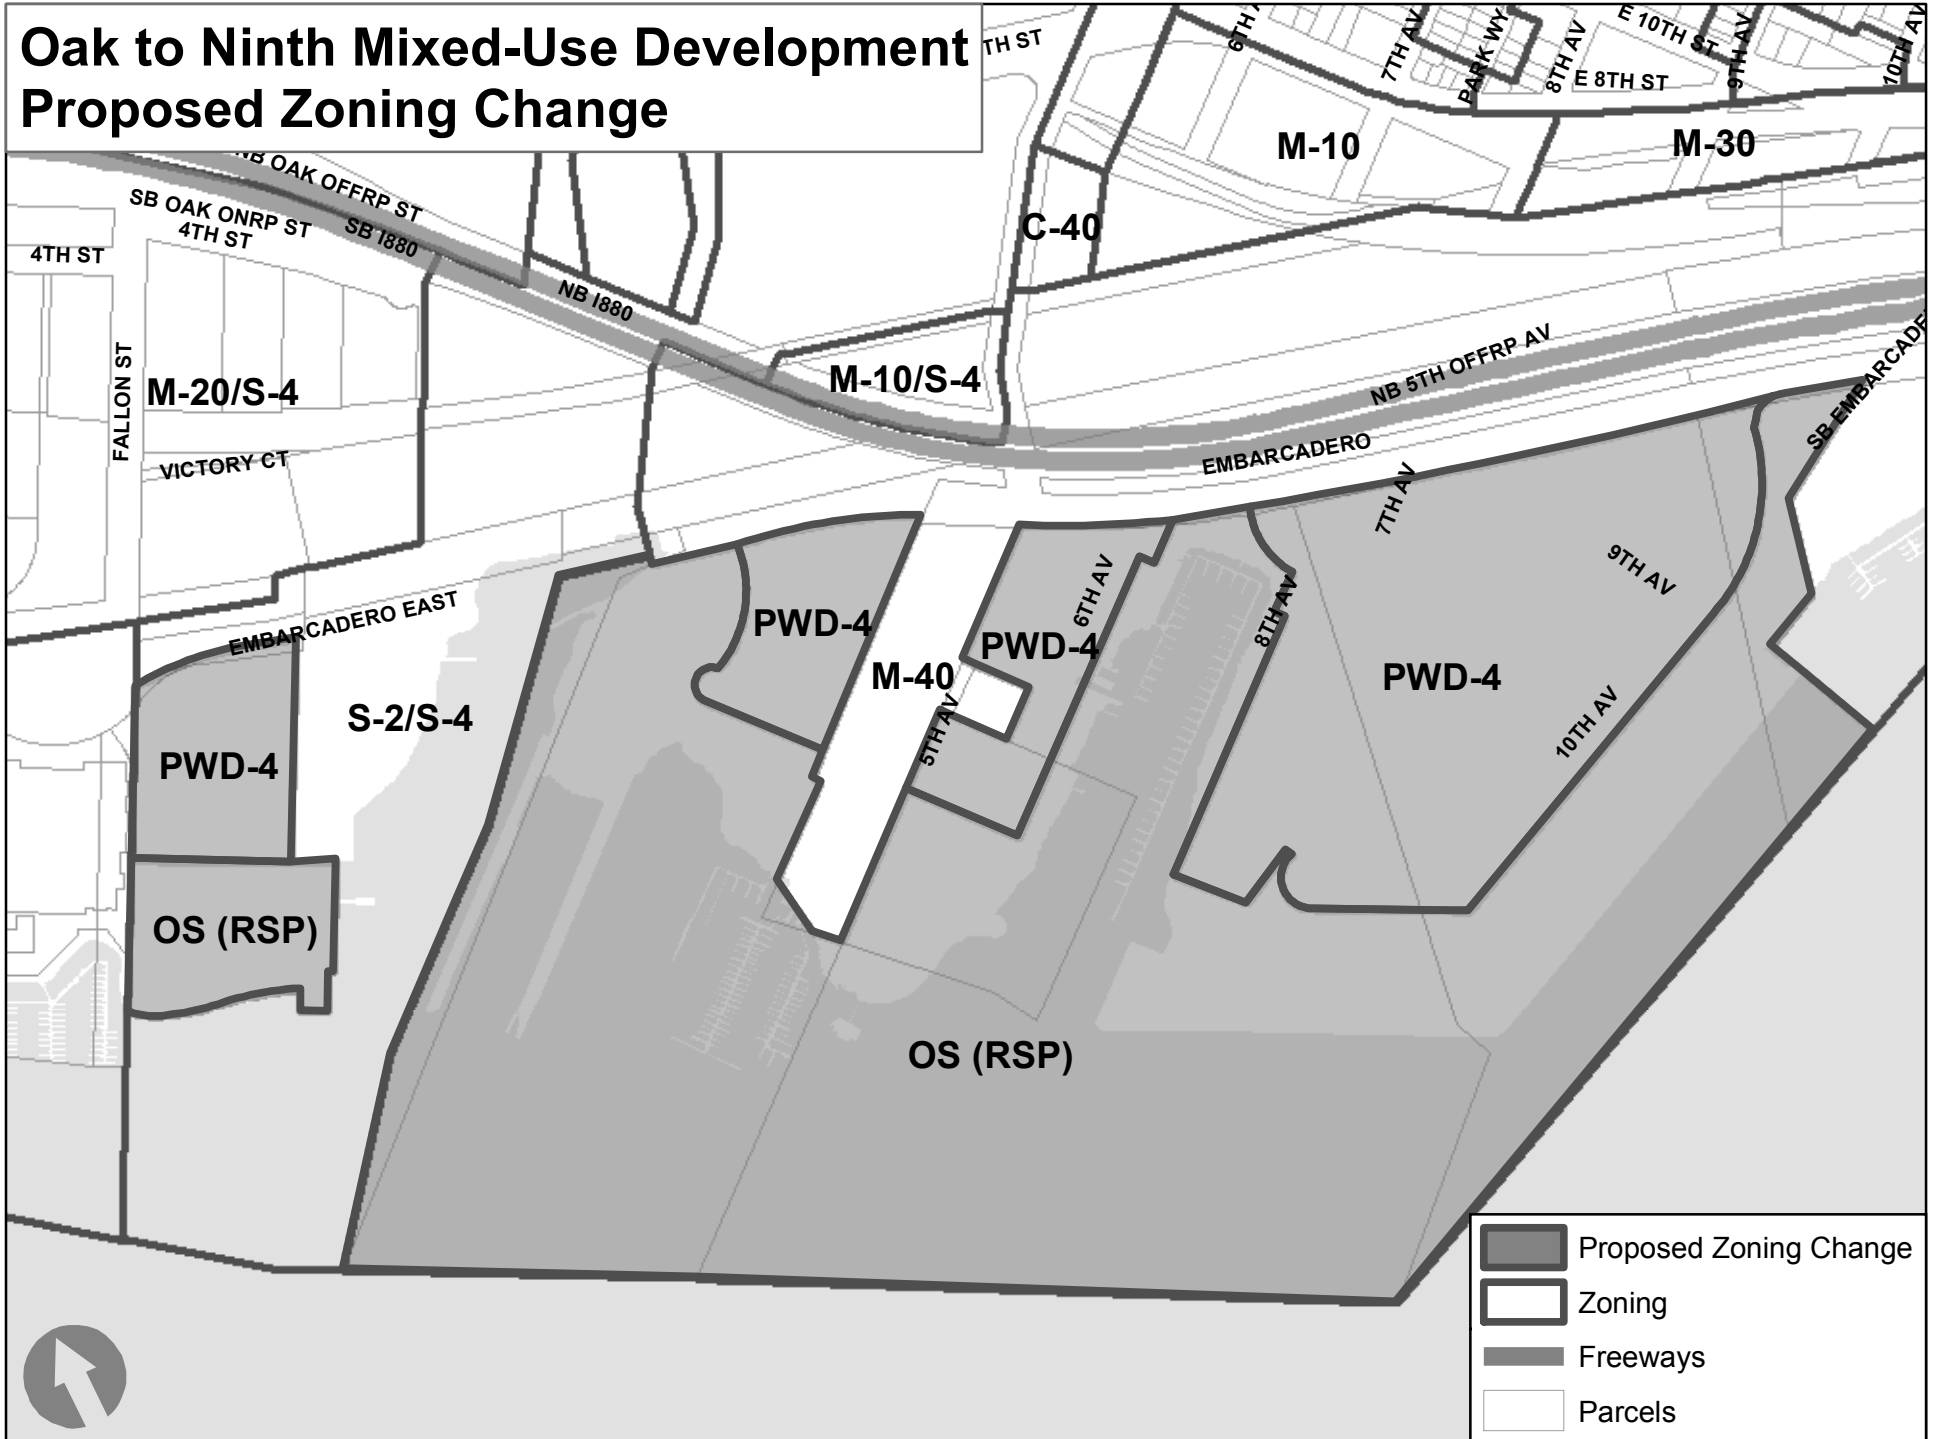 Oak to Ninth Mixed-Use Development
Proposed Zoning Change
TH ST
6TH
7TH AV
PARK WY
8TH AV
E 10TH ST
9TH AV
10TH AV
E 8TH ST
M-10
M-30
NB OAK OFFRP ST
SB OAK ONRP ST
4TH ST
SB I880
4TH ST
C-40
NB I880
FALLON ST
M-20/S-4
M-10/S-4
NB 5TH OFFRP AV
SB EMBARCADE
VICTORY CT
EMBARCADERO
7TH AV
9TH AV
EMBARCADERO EAST
PWD-4
6TH AV
PWD-4
8TH AV
M-40
PWD-4
S-2/S-4
5TH AV
10TH AV
PWD-4
OS (RSP)
OS (RSP)
Proposed Zoning Change
Zoning
Freeways
Parcels